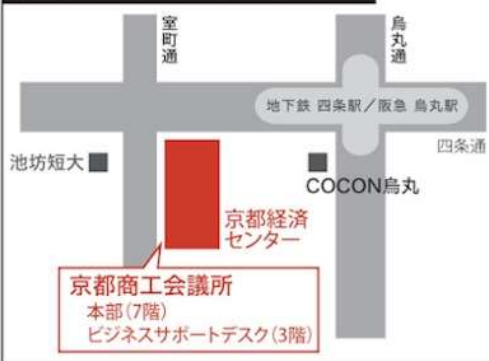 室町通
烏丸通
地下鉄 四条駅／阪急 烏丸駅
四条通
池坊短大
COCON烏丸
京都経済
センター
京都商工会議所
本部(7階)
ビジネスサポートデスク(3階)